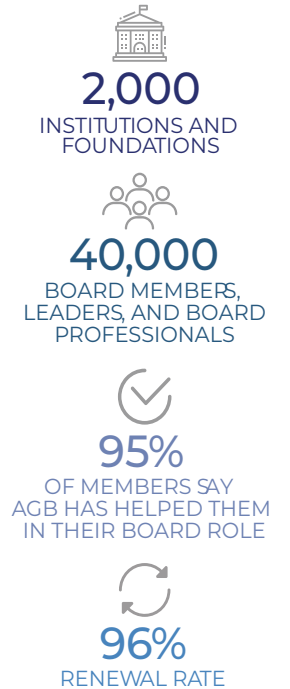 2,000
INSTITUTIONS AND
FOUNDATIONS
40,000
BOARD MEMBERS,
LEADERS, AND BOARD
PROFESSIONALS
95%
OF MEMBERS SAY
AGB HAS HELPED THEM
IN THEIR BOARD ROLE
96%
RENEWAL RATE